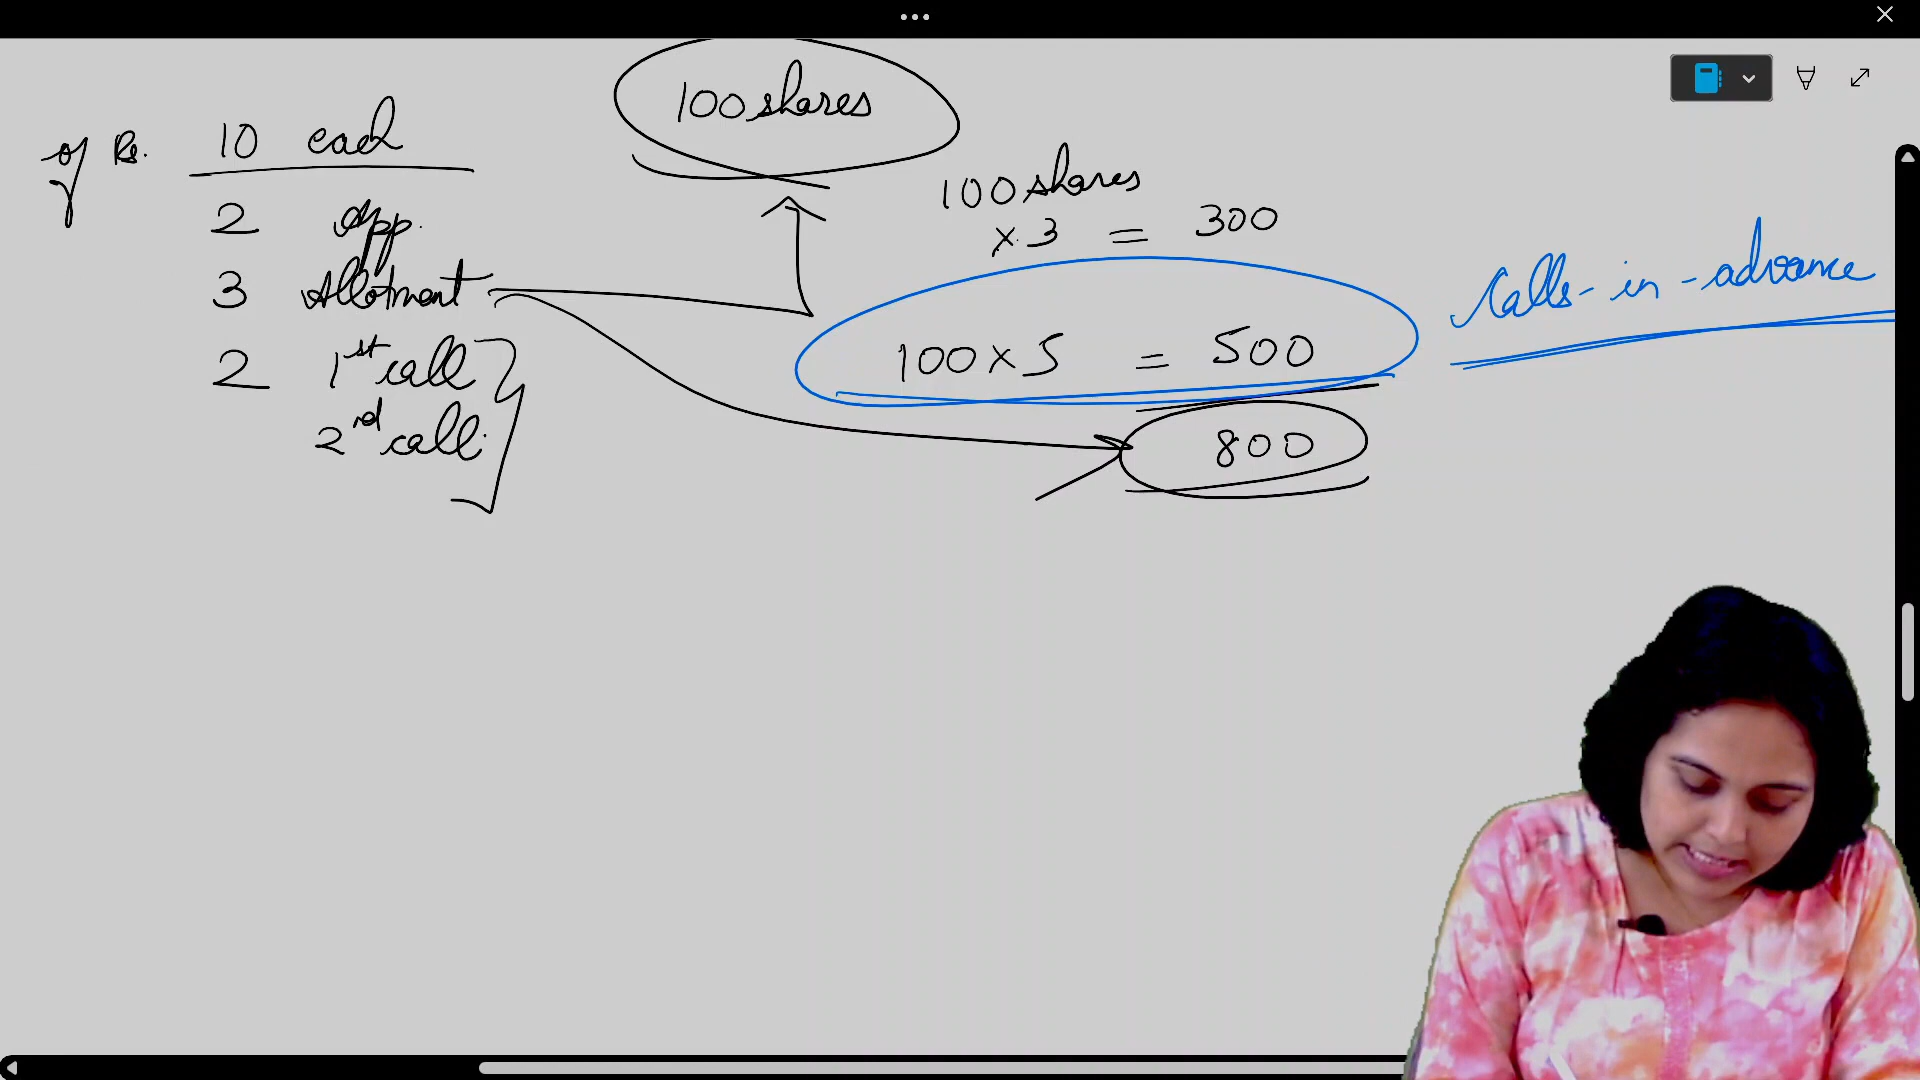 of Rs. 10 each
2 App.
3 Allotment
2 1st call
2nd call.
100 shares
100 shares
× 3 = 300
100 × 5 = 500
800
Calls-in-advance